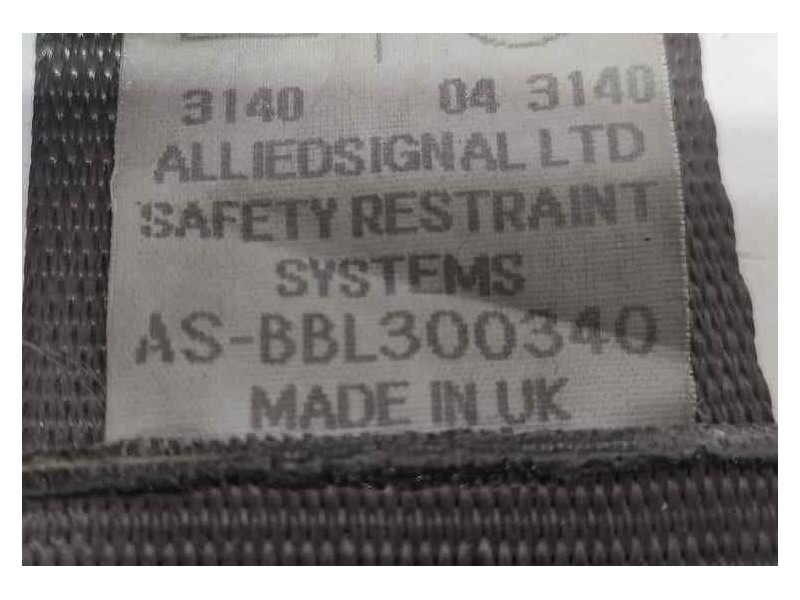 3140 04 3140
ALLIEDSIGNAL LTD
SAFETY RESTRAINT
SYSTEMS
AS-BBL300340
MADE IN UK